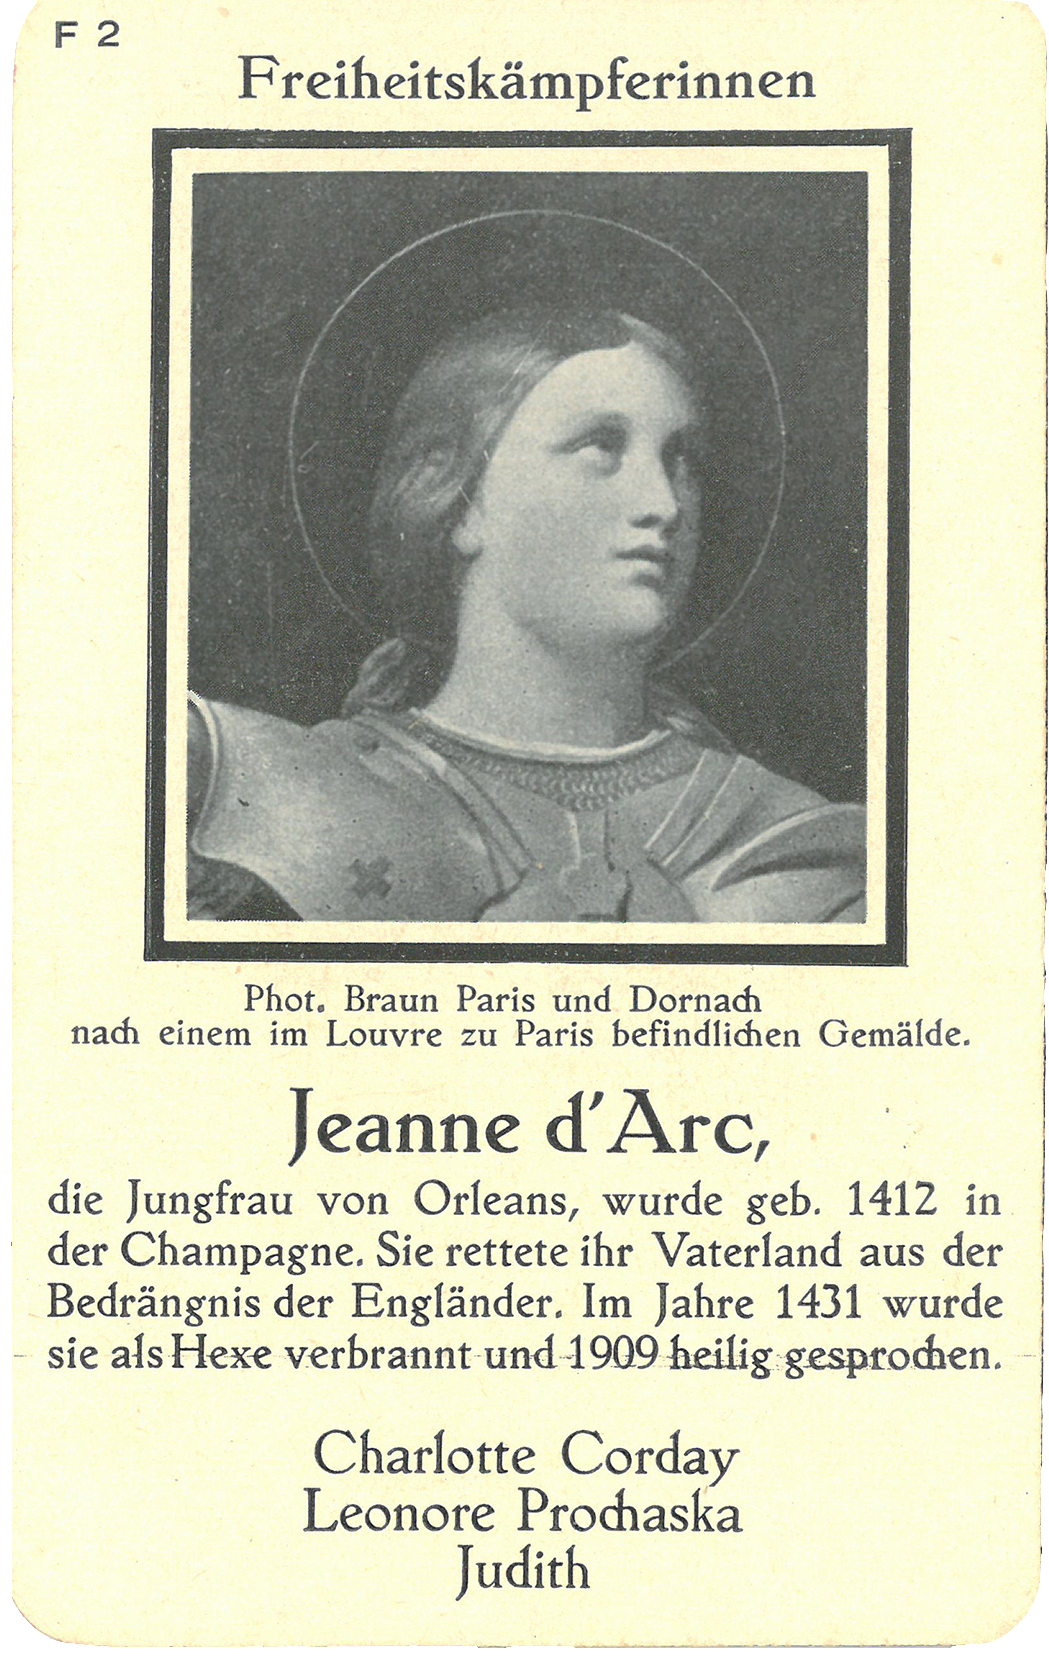 F 2
Freiheitskämpferinnen
Phot. Braun Paris und Dornach
nach einem im Louvre zu Paris befindlichen Gemälde.
Jeanne d'Arc,
die Jungfrau von Orleans, wurde geb. 1412 in
der Champagne. Sie rettete ihr Vaterland aus der
Bedrängnis der Engländer. Im Jahre 1431 wurde
sie als Hexe verbrannt und 1909 heilig gesprochen.
Charlotte Corday
Leonore Prochaska
Judith